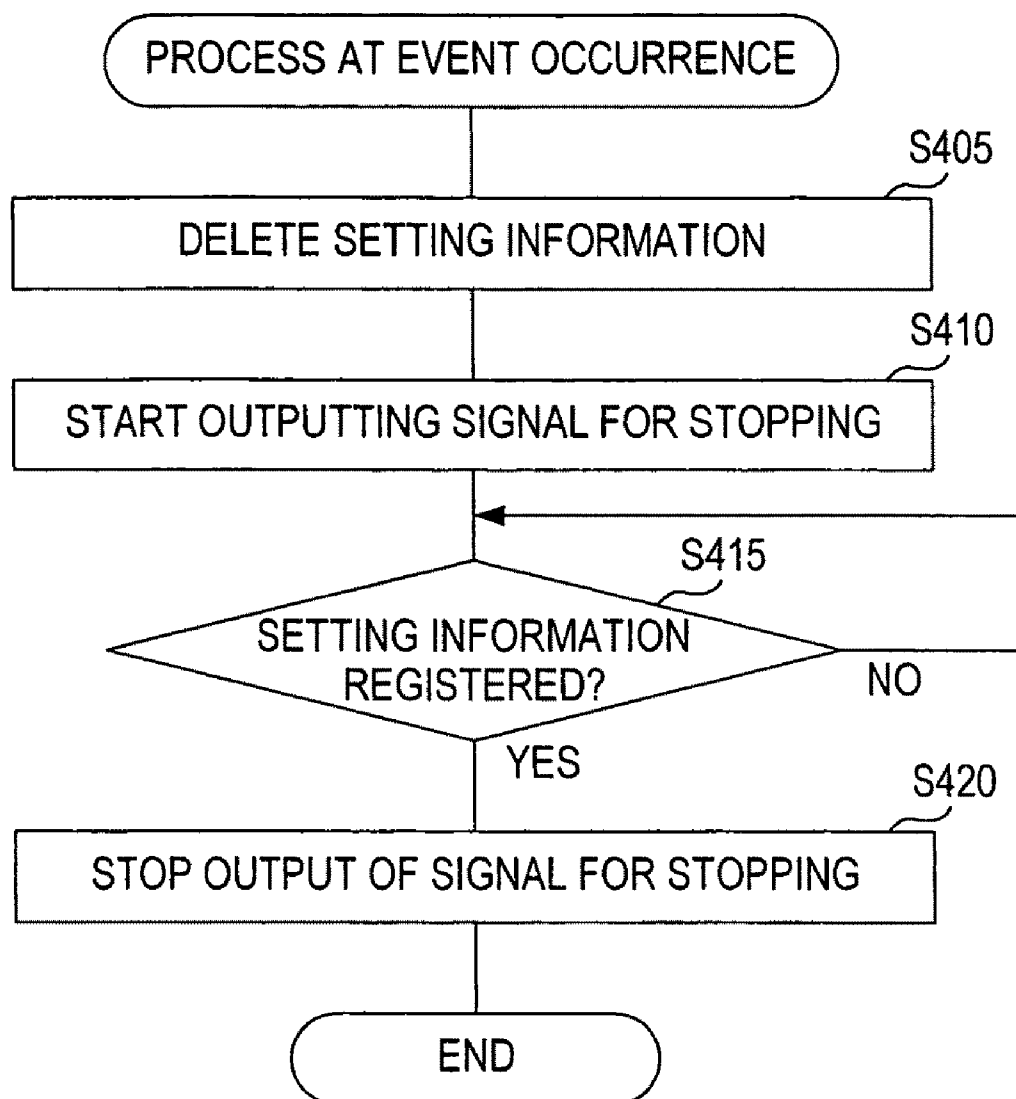 PROCESS AT EVENT OCCURRENCE
S405
DELETE SETTING INFORMATION
S410
START OUTPUTTING SIGNAL FOR STOPPING
S415
SETTING INFORMATION
REGISTERED?
NO
YES
S420
STOP OUTPUT OF SIGNAL FOR STOPPING
END